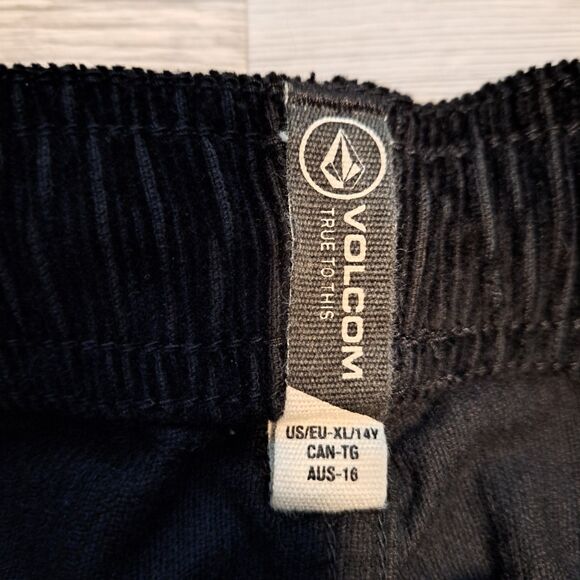 VOLCOM
TRUE TO THIS
US/EU-XL/14Y
CAN-TG
AUS-16